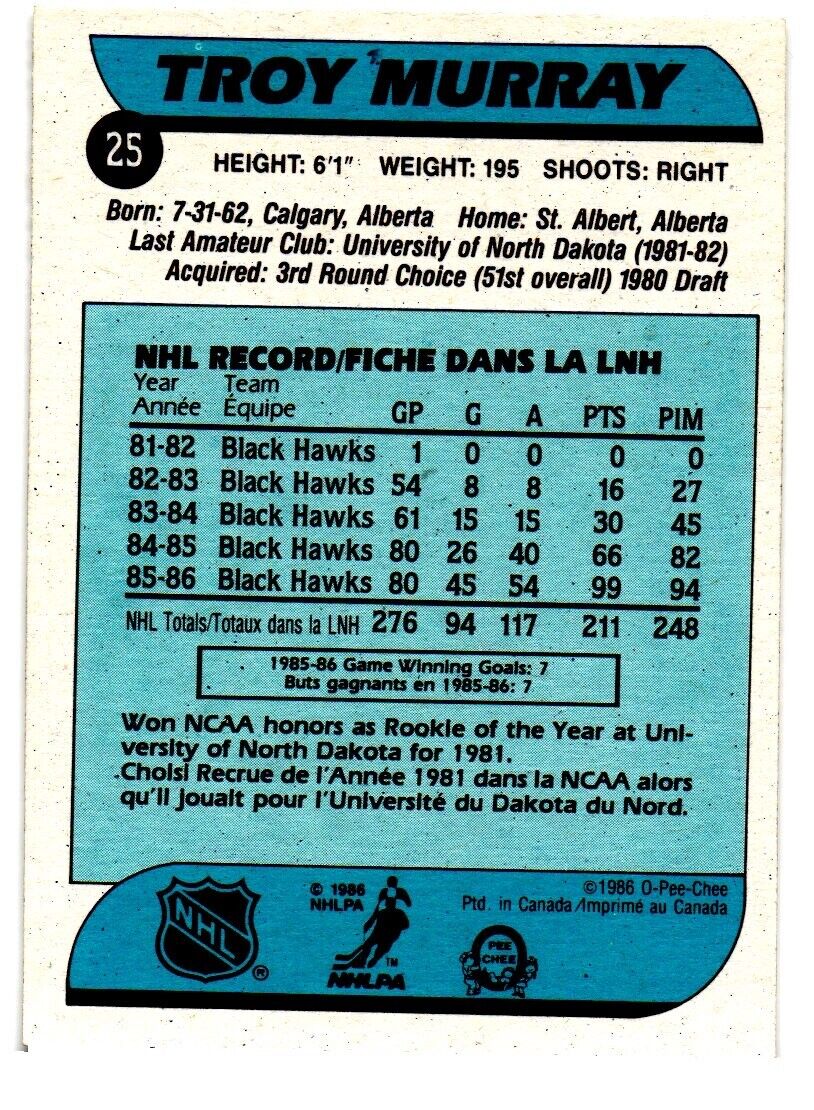 TROY MURRAY
25
HEIGHT: 6'1" WEIGHT: 195 SHOOTS: RIGHT
Born: 7-31-62, Calgary, Alberta Home: St. Albert, Alberta
Last Amateur Club: University of North Dakota (1981-82)
Acquired: 3rd Round Choice (51st overall) 1980 Draft
NHL RECORD/FICHE DANS LA LNH
Year Team
Année Équipe GP G A PTS PIM
81-82 Black Hawks 1 0 0 0 0
82-83 Black Hawks 54 8 8 16 27
83-84 Black Hawks 61 15 15 30 45
84-85 Black Hawks 80 26 40 66 82
85-86 Black Hawks 80 45 54 99 94
NHL Totals/Totaux dans la LNH 276 94 117 211 248
1985-86 Game Winning Goals: 7
Buts gagnants en 1985-86: 7
Won NCAA honors as Rookie of the Year at Uni-
versity of North Dakota for 1981.
Choisi Recrue de l'Année 1981 dans la NCAA alors
qu'il jouait pour l'Université du Dakota du Nord.
NHL ®
© 1986
NHLPA
TM
NHLPA
O
PEE
CHEE
©1986 O-Pee-Chee
Ptd. in Canada/Imprimé au Canada